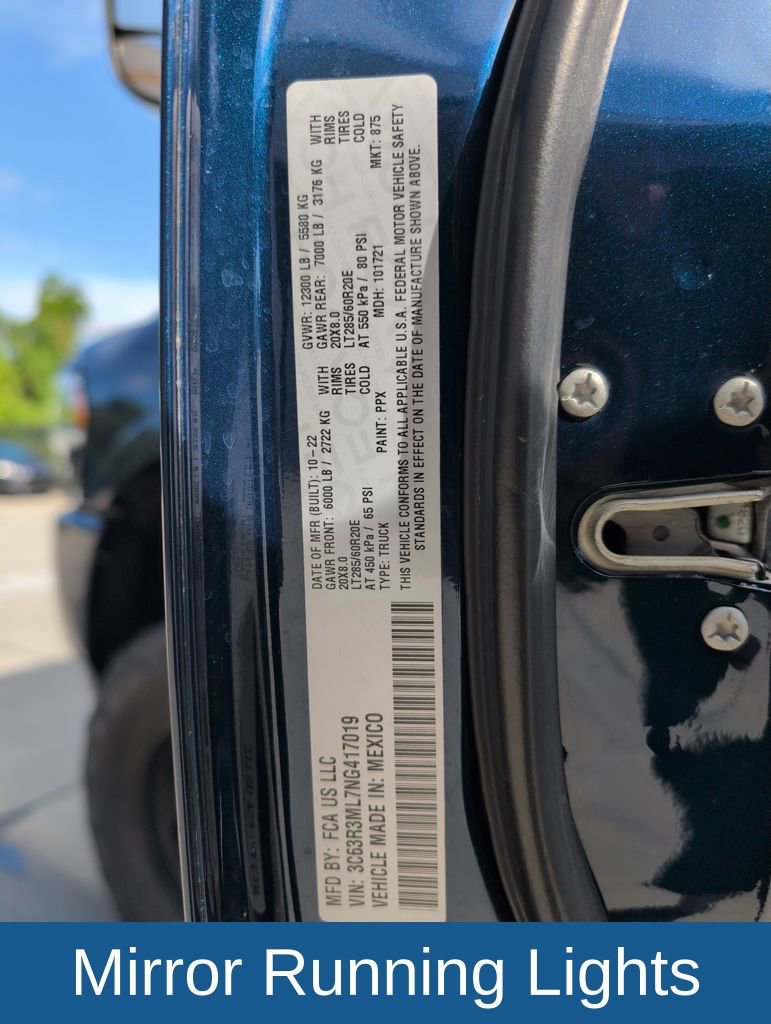 MFD BY: FCA US LLC
VIN: 3C63R3ML7NG417019
VEHICLE MADE IN: MEXICO
DATE OF MFR (BUILT): 10-22 GVWR: 12300 LB / 5580 KG
GAWR FRONT: 6000 LB / 2722 KG WITH GAWR REAR: 7000 LB / 3176 KG WITH
20X8.0 RIMS 20X8.0 RIMS
LT285/60R20E TIRES LT285/60R20E TIRES
AT 450 kPa / 65 PSI COLD AT 550 kPa / 80 PSI COLD
TYPE: TRUCK PAINT: PPX MDH: 101721 MKT: 875
THIS VEHICLE CONFORMS TO ALL APPLICABLE U.S.A. FEDERAL MOTOR VEHICLE SAFETY
STANDARDS IN EFFECT ON THE DATE OF MANUFACTURE SHOWN ABOVE.
Mirror Running Lights